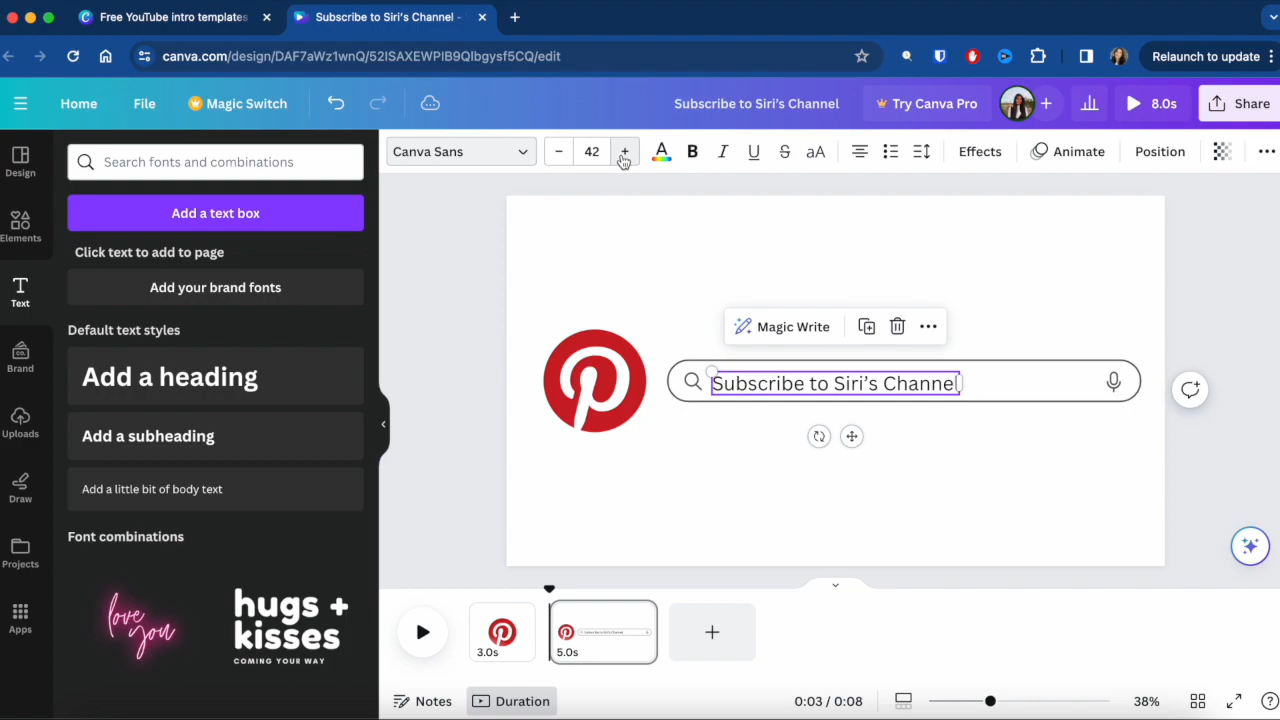 Free YouTube intro templates
Subscribe to Siri's Channel -
canva.com/design/DAF7aWz1wnQ/52ISAXEWPIB9Qlbgysf5CQ/edit
Relaunch to update
Home
File
Magic Switch
Subscribe to Siri's Channel
Try Canva Pro
8.0s
Share
Design
Elements
Text
Brand
Uploads
Draw
Projects
Apps
Search fonts and combinations
Add a text box
Click text to add to page
Add your brand fonts
Default text styles
Add a heading
Add a subheading
Add a little bit of body text
Font combinations
love
you
hugs +
kisses
COMING YOUR WAY
Canva Sans
− 42 +
A B I U S aA
Effects
Animate
Position
Magic Write
Subscribe to Siri's Channel
3.0s
5.0s
Notes
Duration
0:03 / 0:08
38%